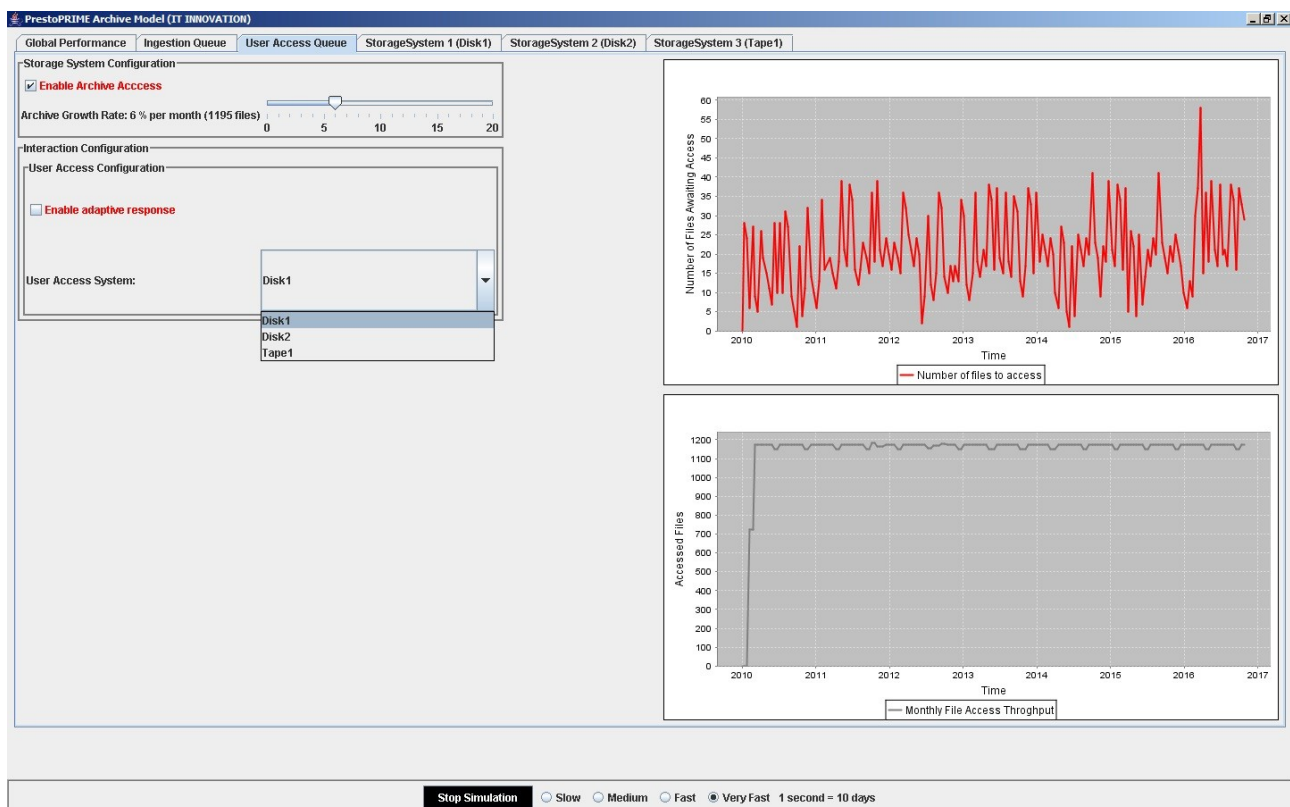 PrestoPRIME Archive Model (IT INNOVATION)
Global Performance Ingestion Queue User Access Queue StorageSystem 1 (Disk1) StorageSystem 2 (Disk2) StorageSystem 3 (Tape1)
Storage System Configuration
Enable Archive Acccess
Archive Growth Rate: 6 % per month (1195 files)
0 5 10 15 20
Interaction Configuration
User Access Configuration
Enable adaptive response
User Access System:
Disk1
Disk1
Disk2
Tape1
Number of Files Awaiting Access
60
55
50
45
40
35
30
25
20
15
10
5
0
2010 2011 2012 2013 2014 2015 2016 2017
Time
Number of files to access
Accessed Files
1200
1100
1000
900
800
700
600
500
400
300
200
100
0
2010 2011 2012 2013 2014 2015 2016 2017
Time
Monthly File Access Throghput
Stop Simulation Slow Medium Fast Very Fast 1 second = 10 days